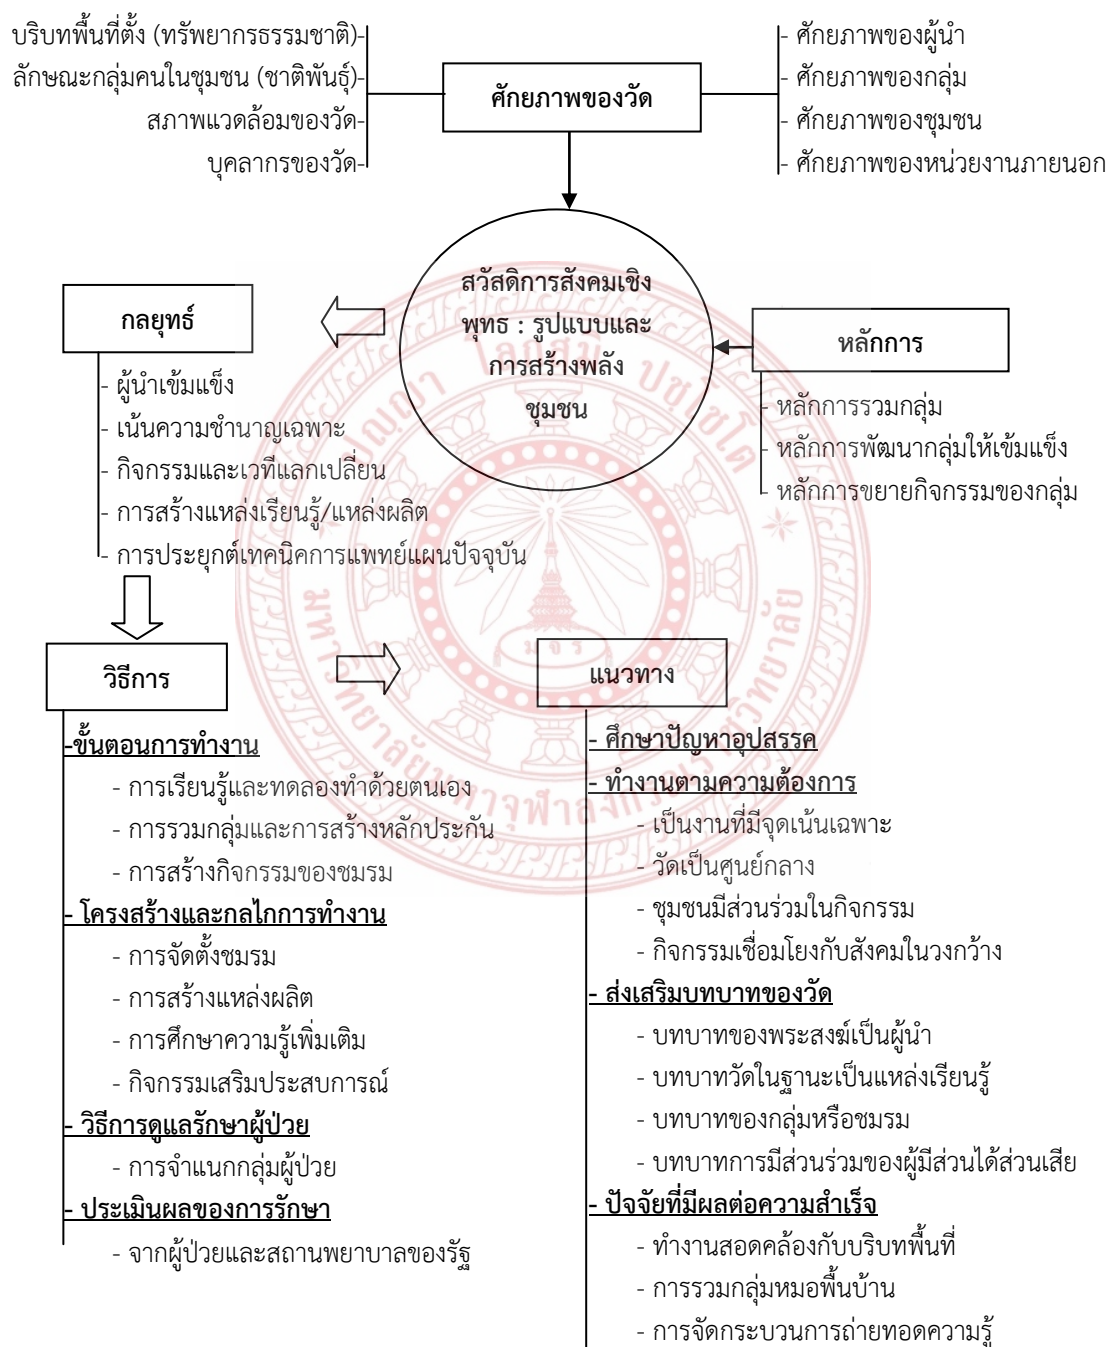 บริบทพื้นที่ตั้ง (ทรัพยากรธรรมชาติ)-
ลักษณะกลุ่มคนในชุมชน (ชาติพันธุ์)-
สภาพแวดล้อมของวัด-
บุคลากรของวัด-
ศักยภาพของวัด
- ศักยภาพของผู้นำ
- ศักยภาพของกลุ่ม
- ศักยภาพของชุมชน
- ศักยภาพของหน่วยงานภายนอก
สวัสดิการสังคมเชิง
พุทธ : รูปแบบและ
การสร้างพลัง
ชุมชน
กลยุทธ์
- ผู้นำเข้มแข็ง
- เน้นความชำนาญเฉพาะ
- กิจกรรมและเวทีแลกเปลี่ยน
- การสร้างแหล่งเรียนรู้/แหล่งผลิต
- การประยุกต์เทคนิคการแพทย์แผนปัจจุบัน
หลักการ
- หลักการรวมกลุ่ม
- หลักการพัฒนากลุ่มให้เข้มแข็ง
- หลักการขยายกิจกรรมของกลุ่ม
วิธีการ
-ขั้นตอนการทำงาน
- การเรียนรู้และทดลองทำด้วยตนเอง
- การรวมกลุ่มและการสร้างหลักประกัน
- การสร้างกิจกรรมของชมรม
- โครงสร้างและกลไกการทำงาน
- การจัดตั้งชมรม
- การสร้างแหล่งผลิต
- การศึกษาความรู้เพิ่มเติม
- กิจกรรมเสริมประสบการณ์
- วิธีการดูแลรักษาผู้ป่วย
- การจำแนกกลุ่มผู้ป่วย
- ประเมินผลของการรักษา
- จากผู้ป่วยและสถานพยาบาลของรัฐ
แนวทาง
- ศึกษาปัญหาอุปสรรค
- ทำงานตามความต้องการ
- เป็นงานที่มีจุดเน้นเฉพาะ
- วัดเป็นศูนย์กลาง
- ชุมชนมีส่วนร่วมในกิจกรรม
- กิจกรรมเชื่อมโยงกับสังคมในวงกว้าง
- ส่งเสริมบทบาทของวัด
- บทบาทของพระสงฆ์เป็นผู้นำ
- บทบาทวัดในฐานะเป็นแหล่งเรียนรู้
- บทบาทของกลุ่มหรือชมรม
- บทบาทการมีส่วนร่วมของผู้มีส่วนได้ส่วนเสีย
- ปัจจัยที่มีผลต่อความสำเร็จ
- ทำงานสอดคล้องกับบริบทพื้นที่
- การรวมกลุ่มหมอพื้นบ้าน
- การจัดกระบวนการถ่ายทอดความรู้
ปญฺญา โลกสฺมิ ปชฺโชโต
ม จ ร
มหาวิทยาลัยมหาจุฬาลงกรณราชวิทยาลัย